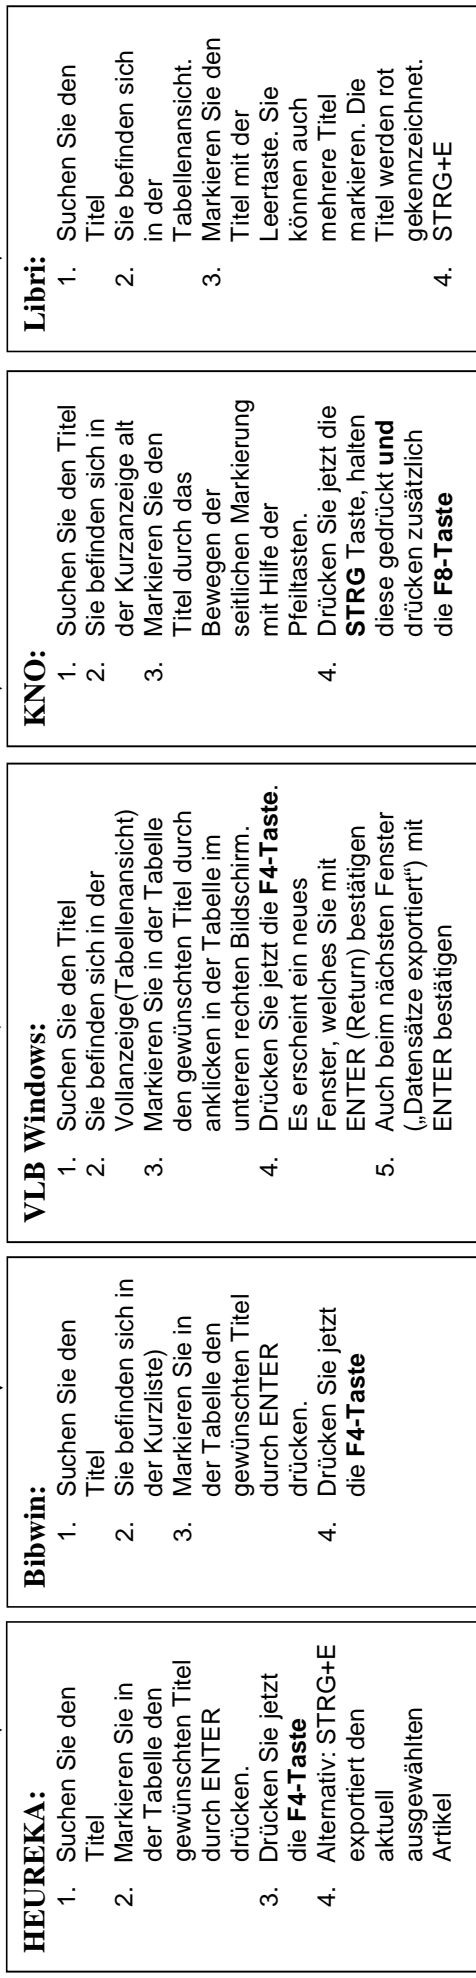 HEUREKA:
1. Suchen Sie den
Titel
2. Markieren Sie in
der Tabelle den
gewünschten Titel
durch ENTER
drücken.
3. Drücken Sie jetzt
die F4-Taste
4. Alternativ: STRG+E
exportiert den
aktuell
ausgewählten
Artikel
Bibwin:
1. Suchen Sie den
Titel
2. Sie befinden sich in
der Kurzliste)
3. Markieren Sie in
der Tabelle den
gewünschten Titel
durch ENTER
drücken.
4. Drücken Sie jetzt
die F4-Taste
VLB Windows:
1. Suchen Sie den Titel
2. Sie befinden sich in der
Vollanzeige(Tabellenansicht)
3. Markieren Sie in der Tabelle
den gewünschten Titel durch
anklicken in der Tabelle im
unteren rechten Bildschirm.
4. Drücken Sie jetzt die F4-Taste.
Es erscheint ein neues
Fenster, welches Sie mit
ENTER (Return) bestätigen
5. Auch beim nächsten Fenster
(„Datensätze exportiert“) mit
ENTER bestätigen
KNO:
1. Suchen Sie den Titel
2. Sie befinden sich in
der Kurzanzeige alt
3. Markieren Sie den
Titel durch das
Bewegen der
seitlichen Markierung
mit Hilfe der
Pfeiltasten.
4. Drücken Sie jetzt die
STRG Taste, halten
diese gedrückt und
drücken zusätzlich
die F8-Taste
Libri:
1. Suchen Sie den
Titel
2. Sie befinden sich
in der
Tabellenansicht.
3. Markieren Sie den
Titel mit der
Leertaste. Sie
können auch
mehrere Titel
markieren. Die
Titel werden rot
gekennzeichnet.
4. STRG+E